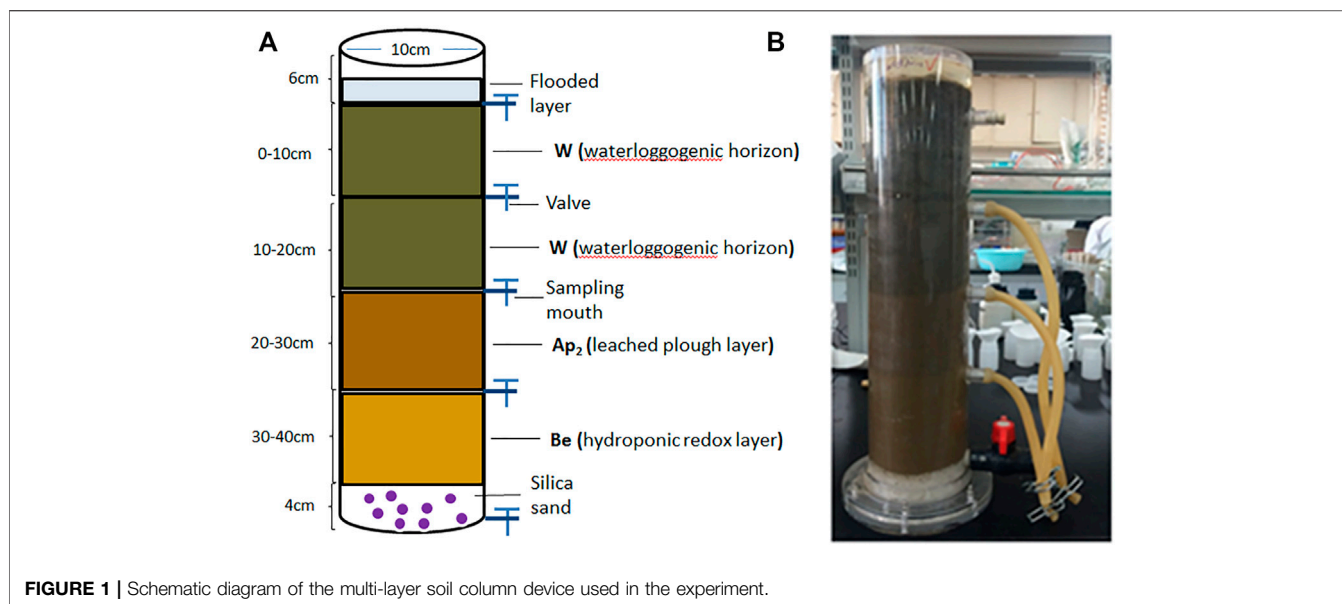 A
B
10cm
6cm
Flooded
layer
0-10cm
W (waterloggogenic horizon)
Valve
10-20cm
W (waterloggogenic horizon)
Sampling
mouth
20-30cm
Ap₂ (leached plough layer)
30-40cm
Be (hydroponic redox layer)
Silica
sand
4cm
FIGURE 1 | Schematic diagram of the multi-layer soil column device used in the experiment.